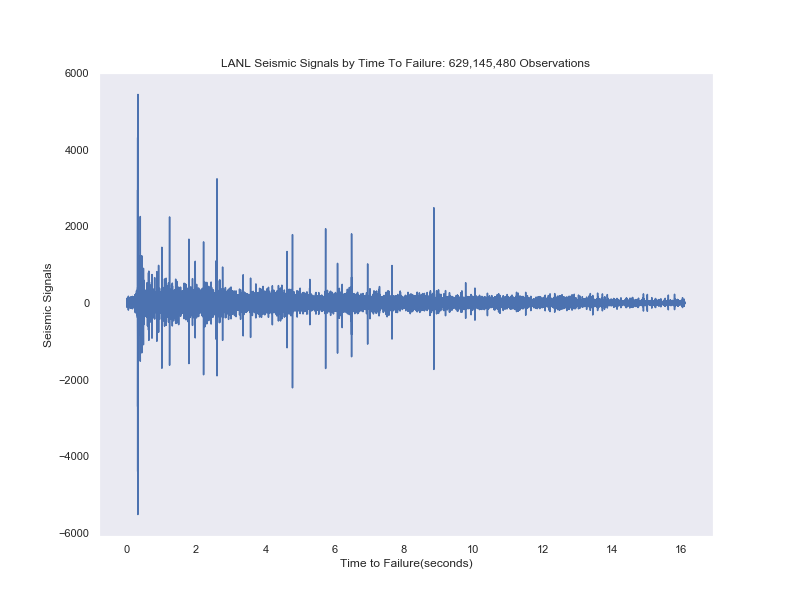 LANL Seismic Signals by Time To Failure: 629,145,480 Observations
6000
4000
2000
0
−2000
−4000
−6000
Seismic Signals
0 2 4 6 8 10 12 14 16
Time to Failure(seconds)